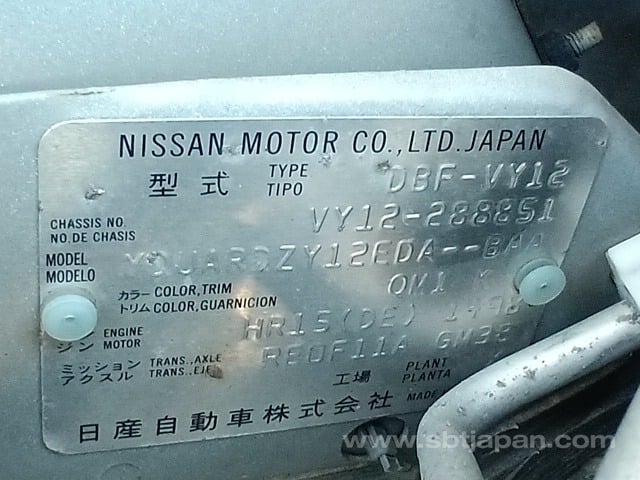 NISSAN MOTOR CO.,LTD.JAPAN
型式 TYPE TIPO DBF-VY12
CHASSIS NO. NO.DE CHASIS VY12-288851
MODEL MODELO
カラー トリム COLOR,TRIM COLOR,GUARNICION QM1 K
ENGINE MOTOR HR15(DE)
ミッション アクスル TRANS.,AXLE TRANS.,EJE RE0F11A GM38
工場 PLANT PLANTA
日産自動車株式会社 MADE
www.sbtjapan.com